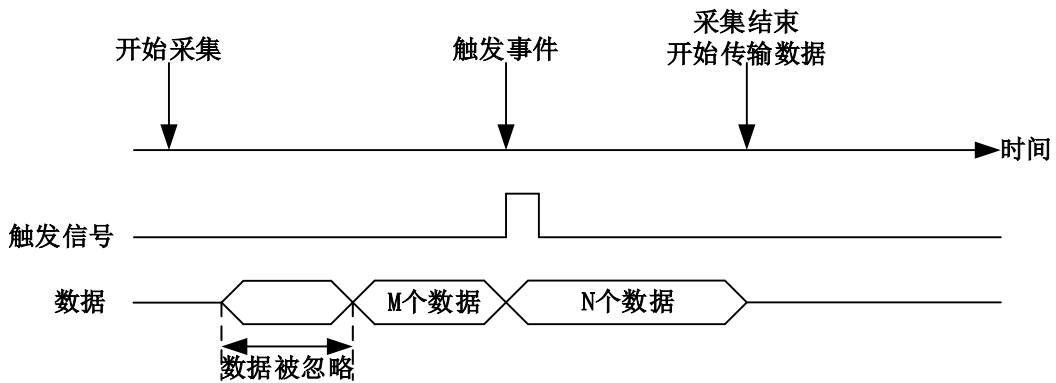 采集结束
开始采集
触发事件
开始传输数据
时间
触发信号
数据
M个数据
N个数据
数据被忽略